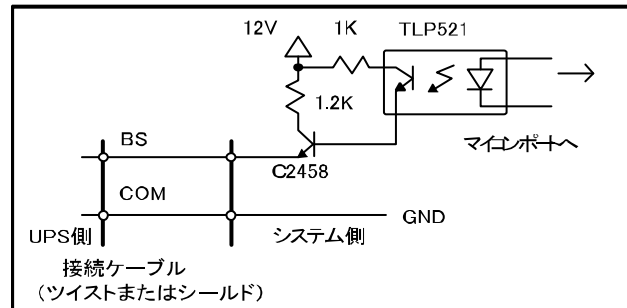 12V
1K
TLP521
1.2K
BS
C2458
マイコンポートへ
COM
GND
UPS側
システム側
接続ケーブル
(ツイストまたはシールド)